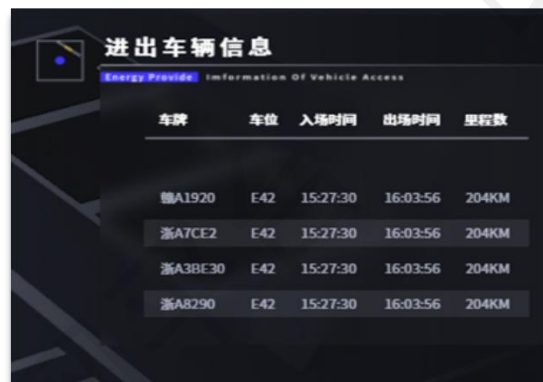 进出车辆信息
Energy Provide Imformation Of Vehicle Access
车牌 车位 入场时间 出场时间 里程数
赣A1920 E42 15:27:30 16:03:56 204KM
浙A7CE2 E42 15:27:30 16:03:56 204KM
浙A3BE30 E42 15:27:30 16:03:56 204KM
浙A8290 E42 15:27:30 16:03:56 204KM